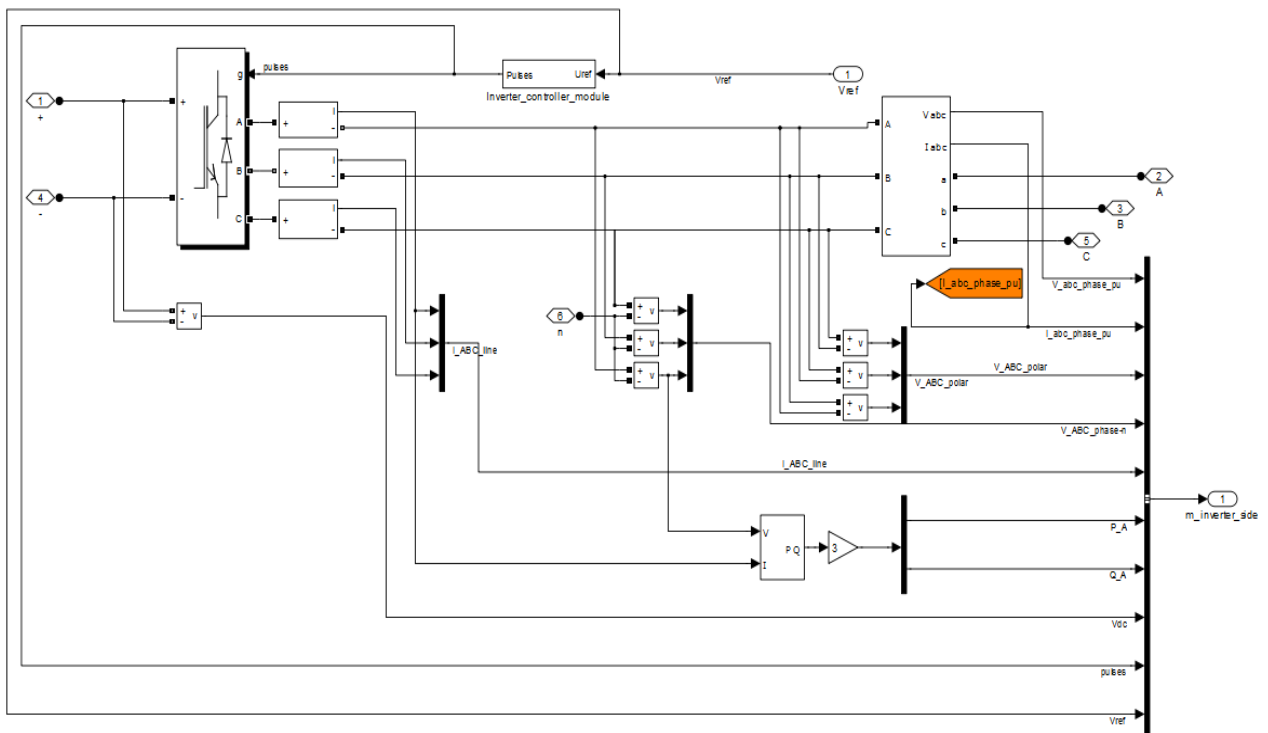 pulses
g
Pulses
Uref
Inverter_controller_module
Vref
1
Vref
1
+
+
A
B
C
-
4
-
+
I
-
+
I
-
+
I
-
A
B
C
Vabc
Iabc
a
b
c
2
A
3
B
5
C
[I_abc_phase_pu]
V_abc_phase_pu
I_abc_phase_pu
+
-
v
I_ABC_line
6
n
+
-
v
+
-
v
+
-
v
+
-
v
+
-
v
+
-
v
V_ABC_polar
V_ABC_polar
V_ABC_phase-n
I_ABC_line
V
I
PQ
3
P_A
Q_A
1
m_inverter_side
Vdc
pulses
Vref